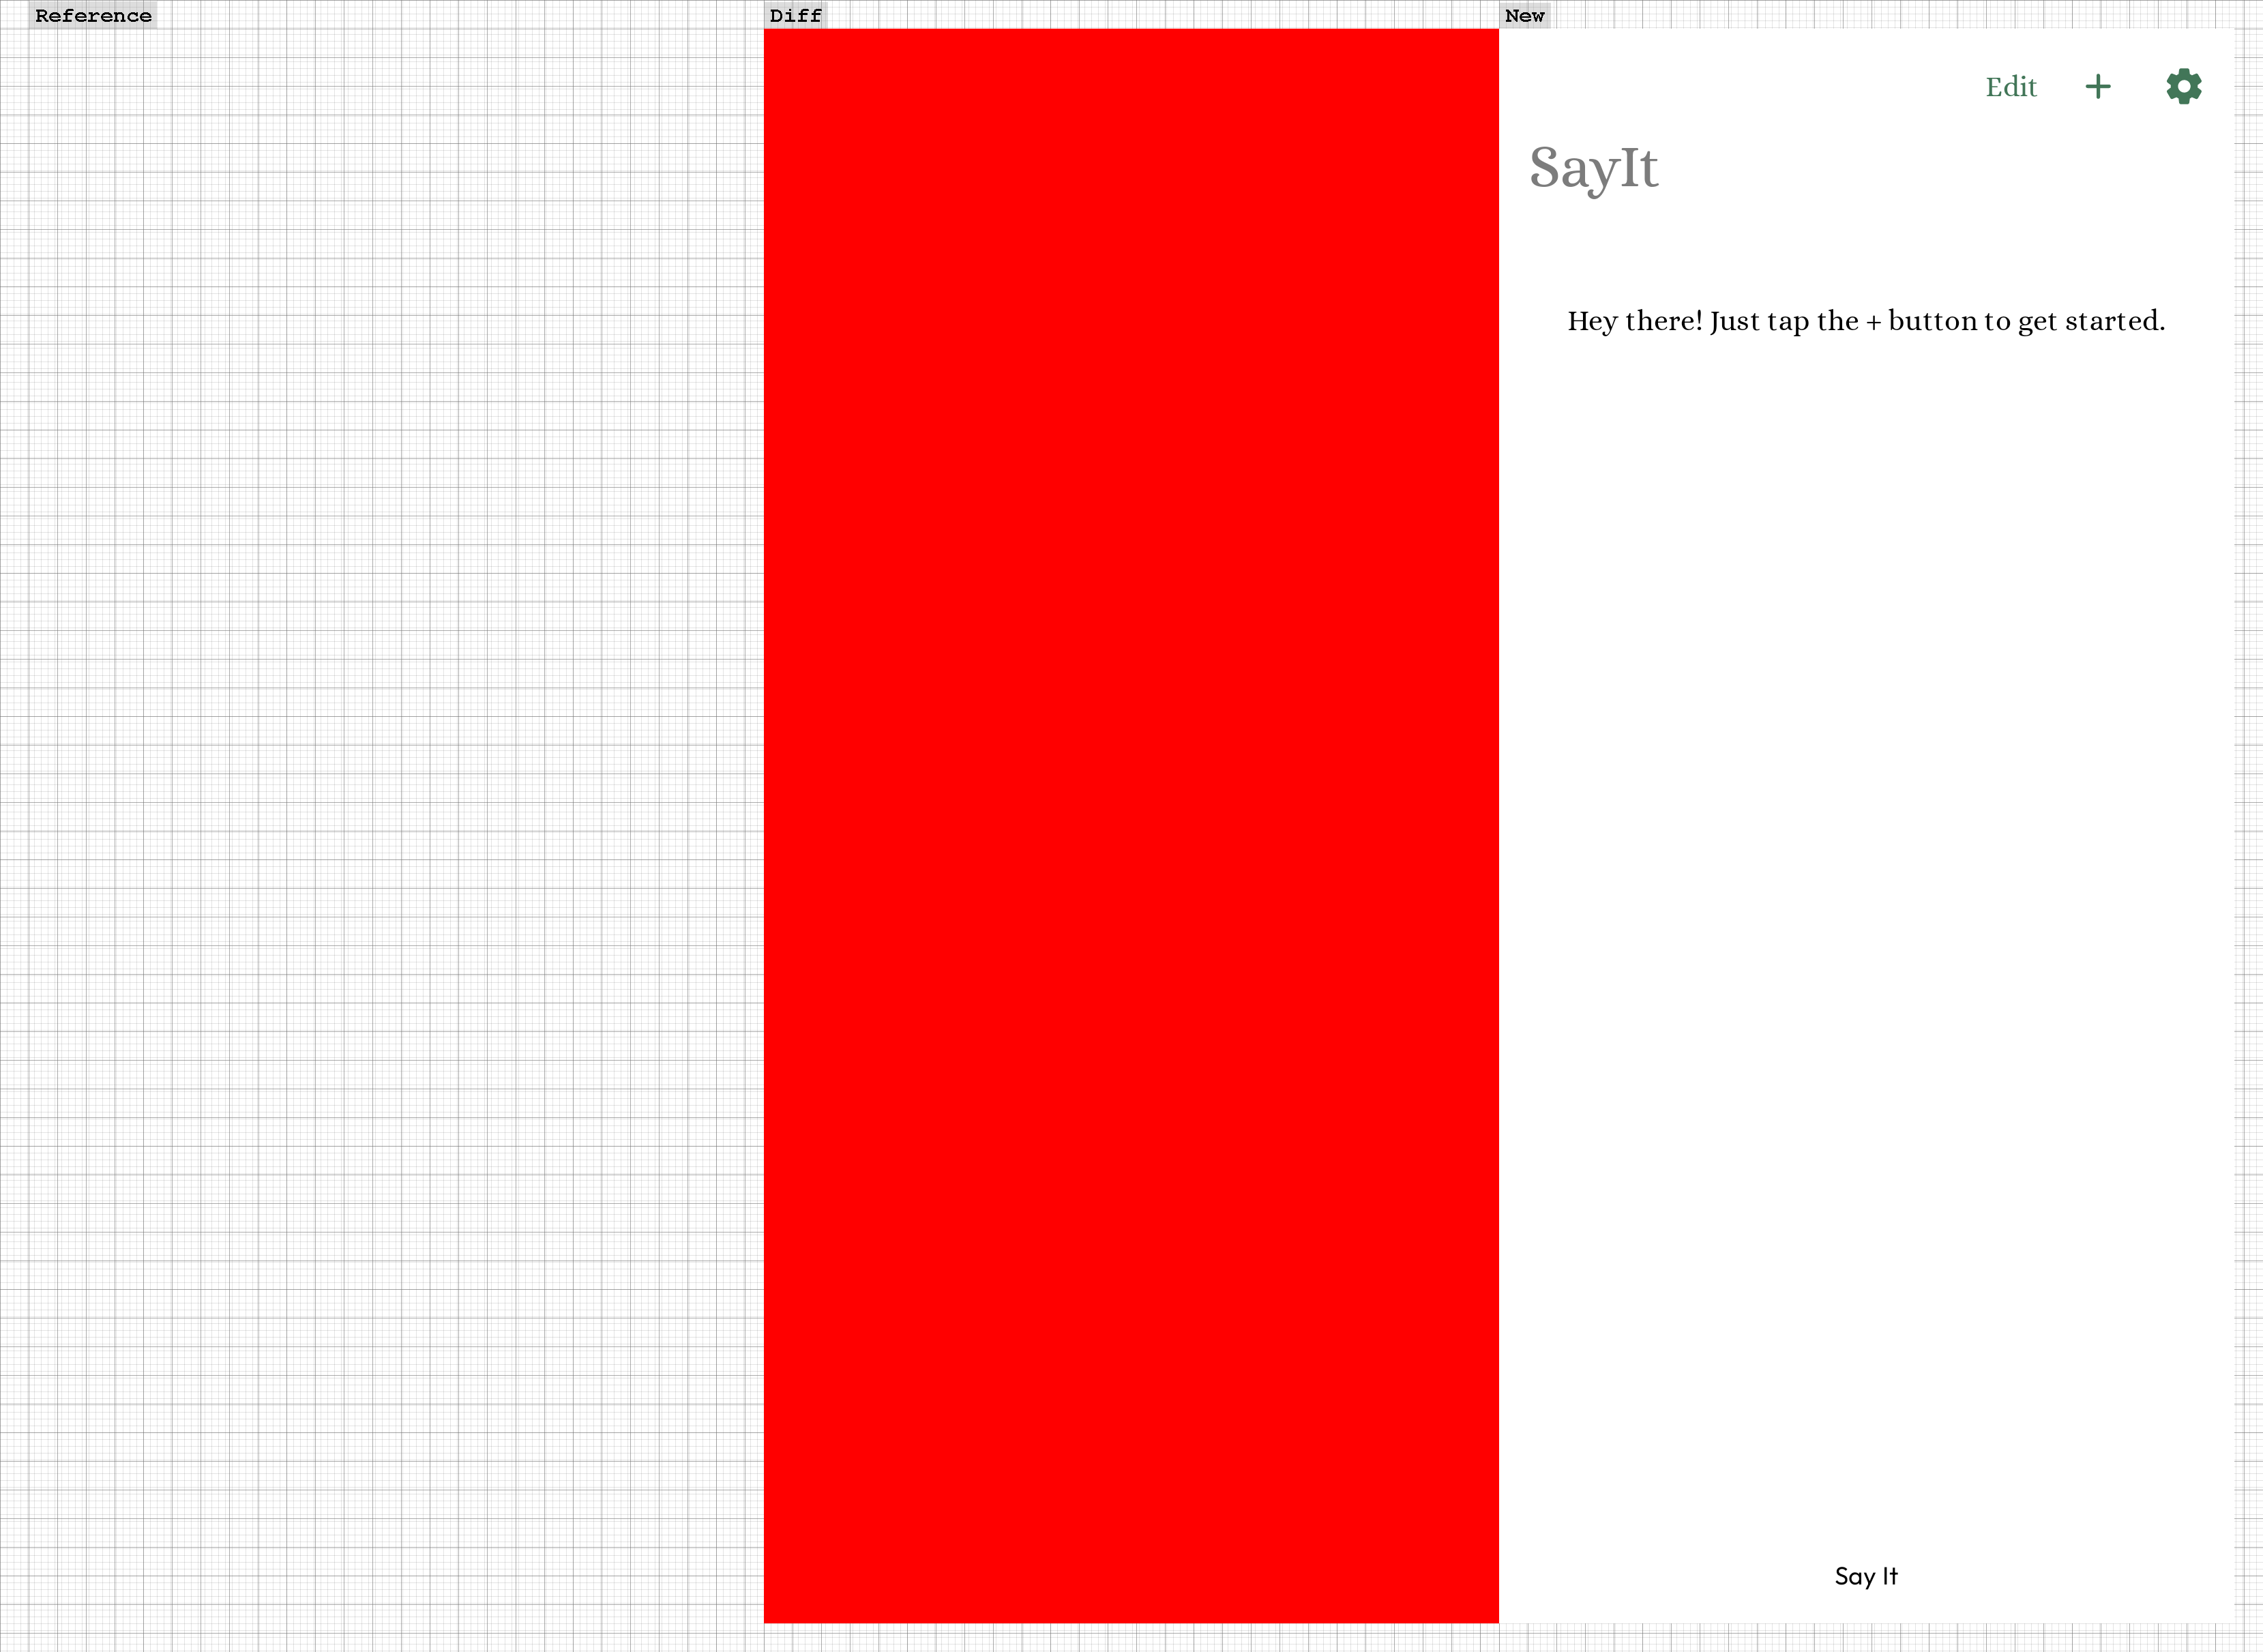 Reference
Diff
New
Edit
SayIt
Hey there! Just tap the + button to get started.
Say It